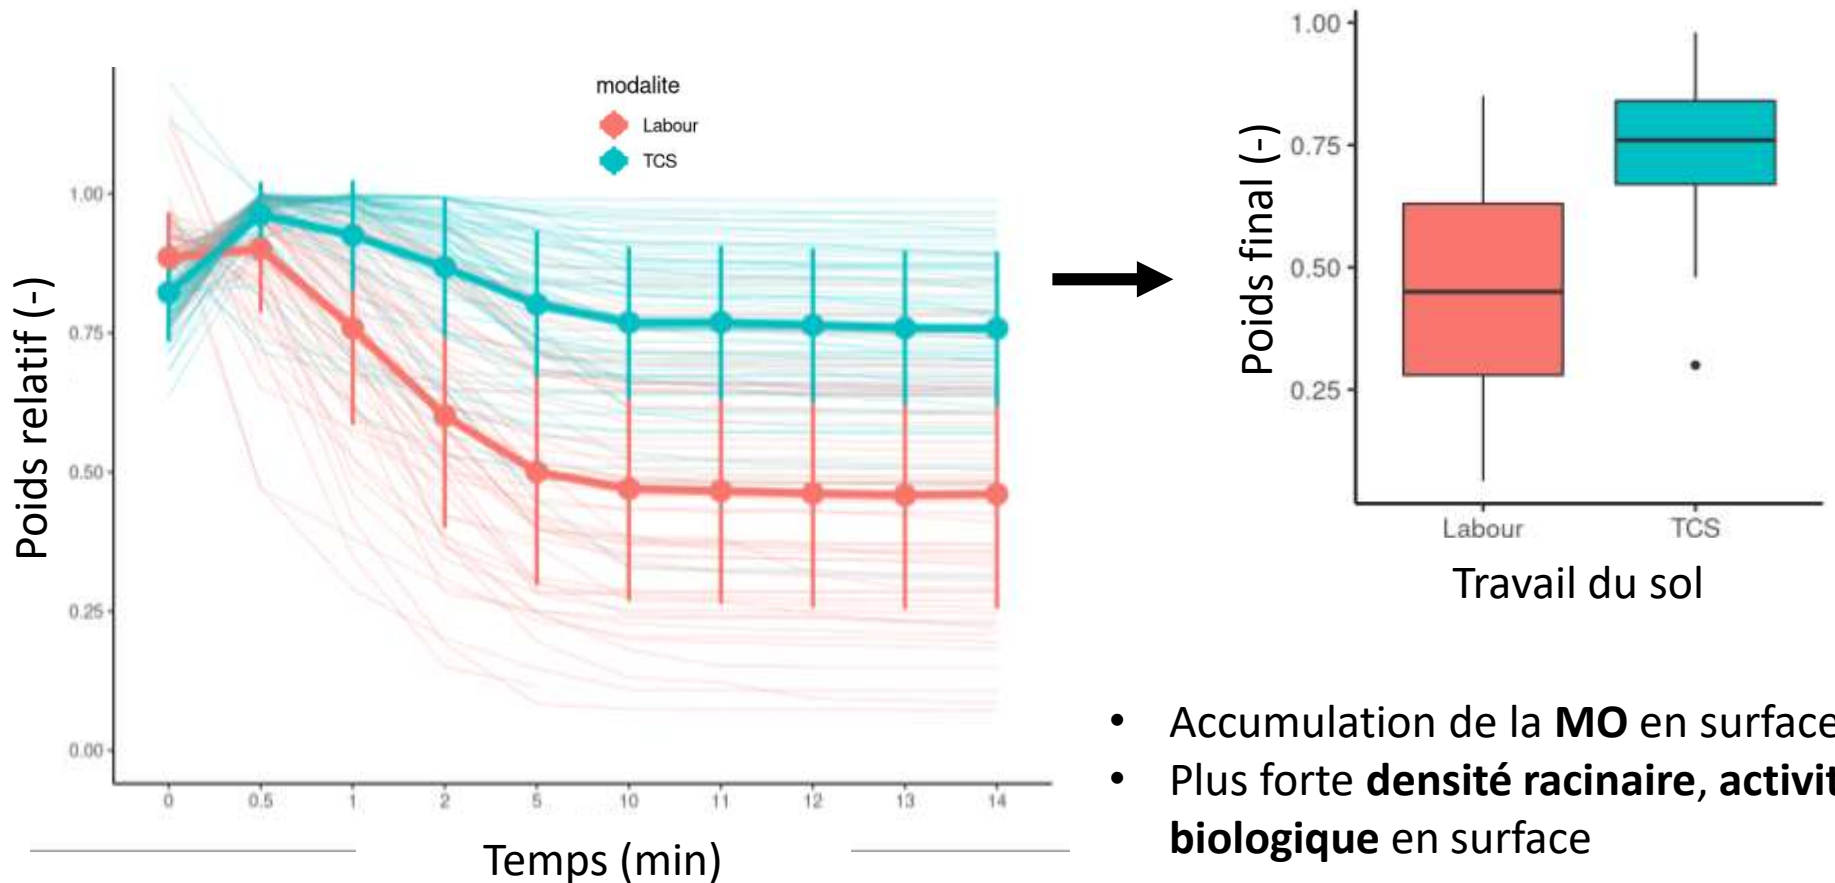 modalite
Labour
TCS
Poids relatif (-)
1.00
0.75
0.50
0.25
0.00
0 0.5 1 2 5 10 11 12 13 14
Temps (min)
Poids final (-)
1.00
0.75
0.50
0.25
Labour TCS
Travail du sol
• Accumulation de la MO en surface
• Plus forte densité racinaire, activit
biologique en surface